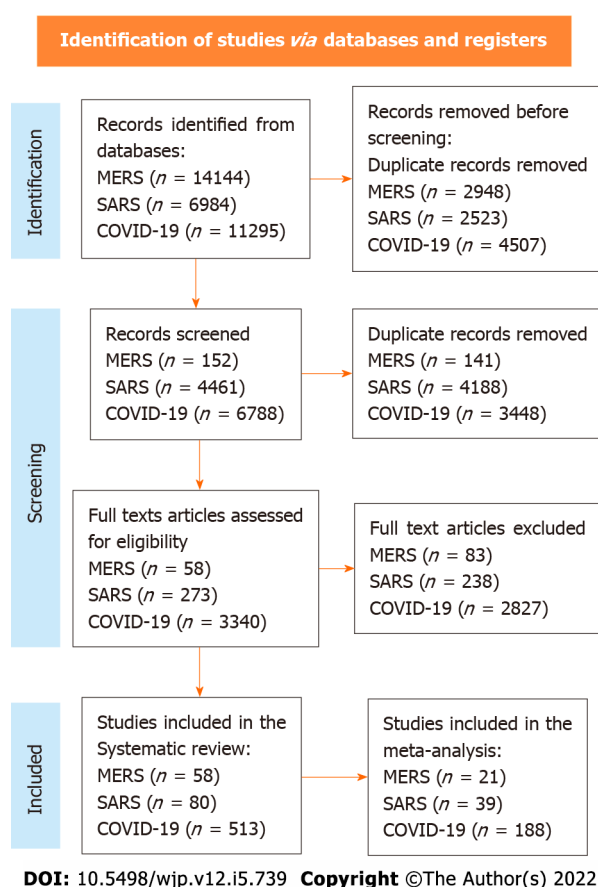 Identification of studies via databases and registers
Identification
Records identified from
databases:
MERS (n = 14144)
SARS (n = 6984)
COVID-19 (n = 11295)
Records removed before
screening:
Duplicate records removed
MERS (n = 2948)
SARS (n = 2523)
COVID-19 (n = 4507)
Screening
Records screened
MERS (n = 152)
SARS (n = 4461)
COVID-19 (n = 6788)
Duplicate records removed
MERS (n = 141)
SARS (n = 4188)
COVID-19 (n = 3448)
Full texts articles assessed
for eligibility
MERS (n = 58)
SARS (n = 273)
COVID-19 (n = 3340)
Full text articles excluded
MERS (n = 83)
SARS (n = 238)
COVID-19 (n = 2827)
Included
Studies included in the
Systematic review:
MERS (n = 58)
SARS (n = 80)
COVID-19 (n = 513)
Studies included in the
meta-analysis:
MERS (n = 21)
SARS (n = 39)
COVID-19 (n = 188)
DOI: 10.5498/wjp.v12.i5.739 Copyright ©The Author(s) 2022